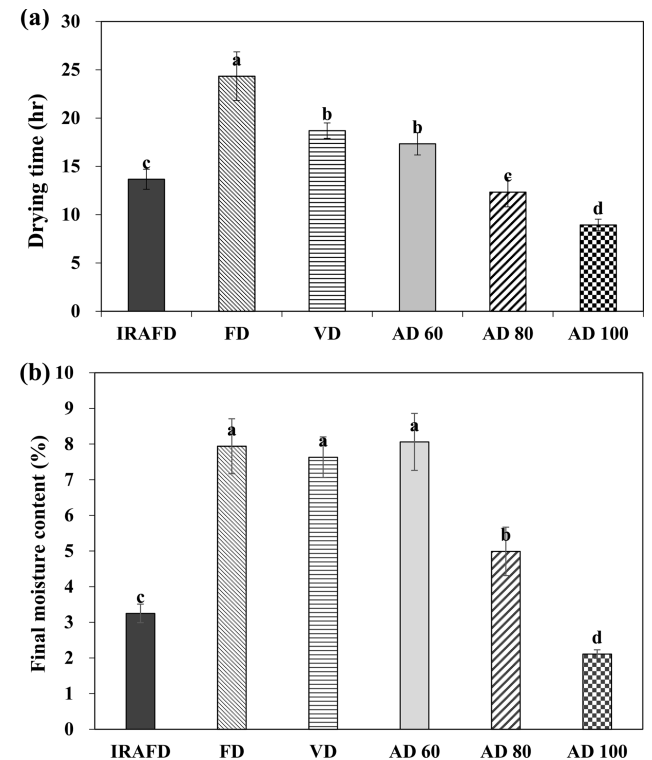 (a)
Drying time (hr)
30
25
20
15
10
5
0
c
a
b
b
c
d
IRAFD FD VD AD 60 AD 80 AD 100
(b)
Final moisture content (%)
10
9
8
7
6
5
4
3
2
1
0
c
a
a
a
b
d
IRAFD FD VD AD 60 AD 80 AD 100